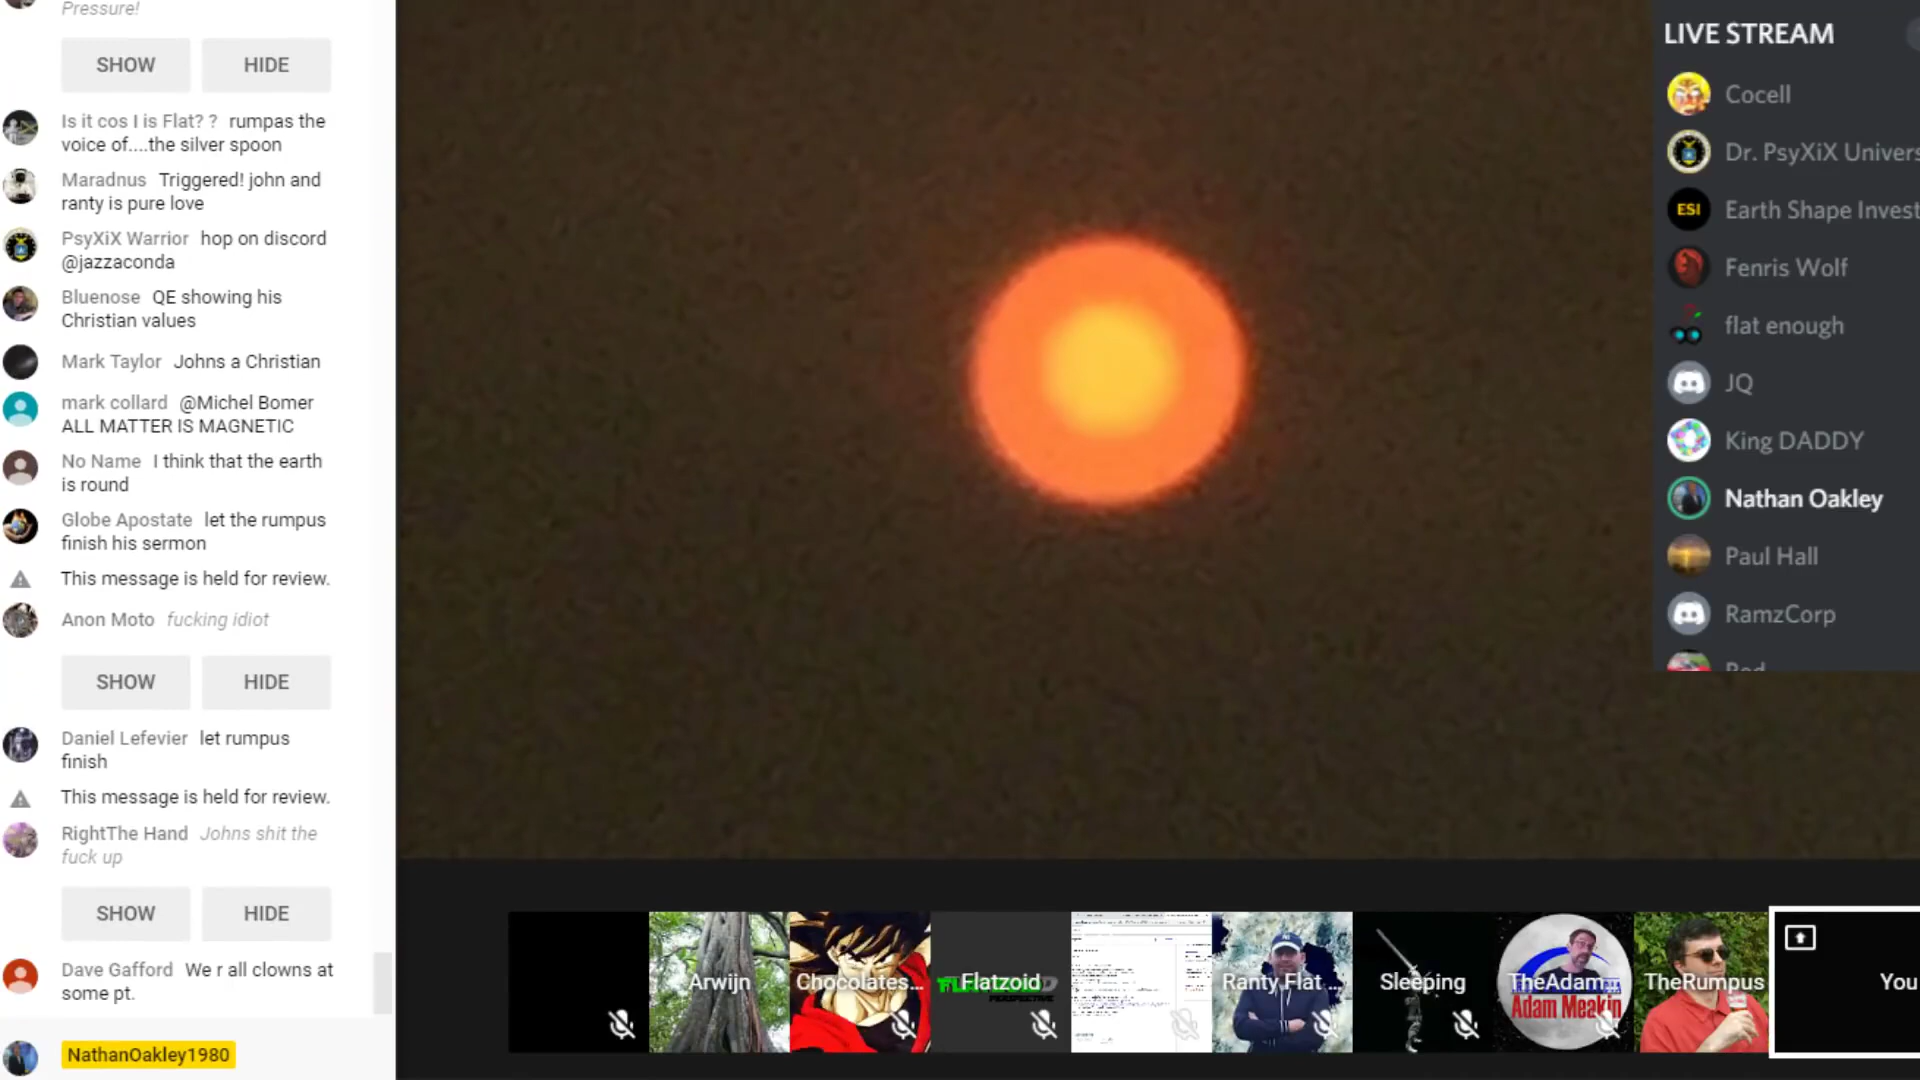 Pressure!
SHOW HIDE
Is it cos I is Flat? ? rumpas the
voice of....the silver spoon
Maradnus Triggered! john and
ranty is pure love
PsyXiX Warrior hop on discord
@jazzaconda
Bluenose QE showing his
Christian values
Mark Taylor Johns a Christian
mark collard @Michel Bomer
ALL MATTER IS MAGNETIC
No Name I think that the earth
is round
Globe Apostate let the rumpus
finish his sermon
This message is held for review.
Anon Moto fucking idiot
SHOW HIDE
Daniel Lefevier let rumpus
finish
This message is held for review.
RightThe Hand Johns shit the
fuck up
SHOW HIDE
Dave Gafford We r all clowns at
some pt.
NathanOakley1980
LIVE STREAM
Cocell
Dr. PsyXiX Univers
ESI Earth Shape Invest
Fenris Wolf
flat enough
JQ
King DADDY
Nathan Oakley
Paul Hall
RamzCorp
Arwijn
Chocolates...
Flatzoid
PERSPECTIVE
Ranty Flat ...
Sleeping
TheAdam...
Adam Meakin
TheRumpus
You